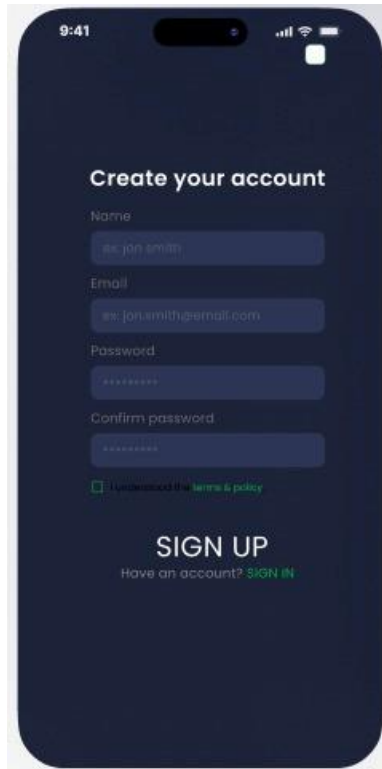 9:41
Create your account
Name
ex: jon smith
Email
ex: jon.smith@email.com
Password
*********
Confirm password
*********
I understood the terms & policy
SIGN UP
Have an account? SIGN IN